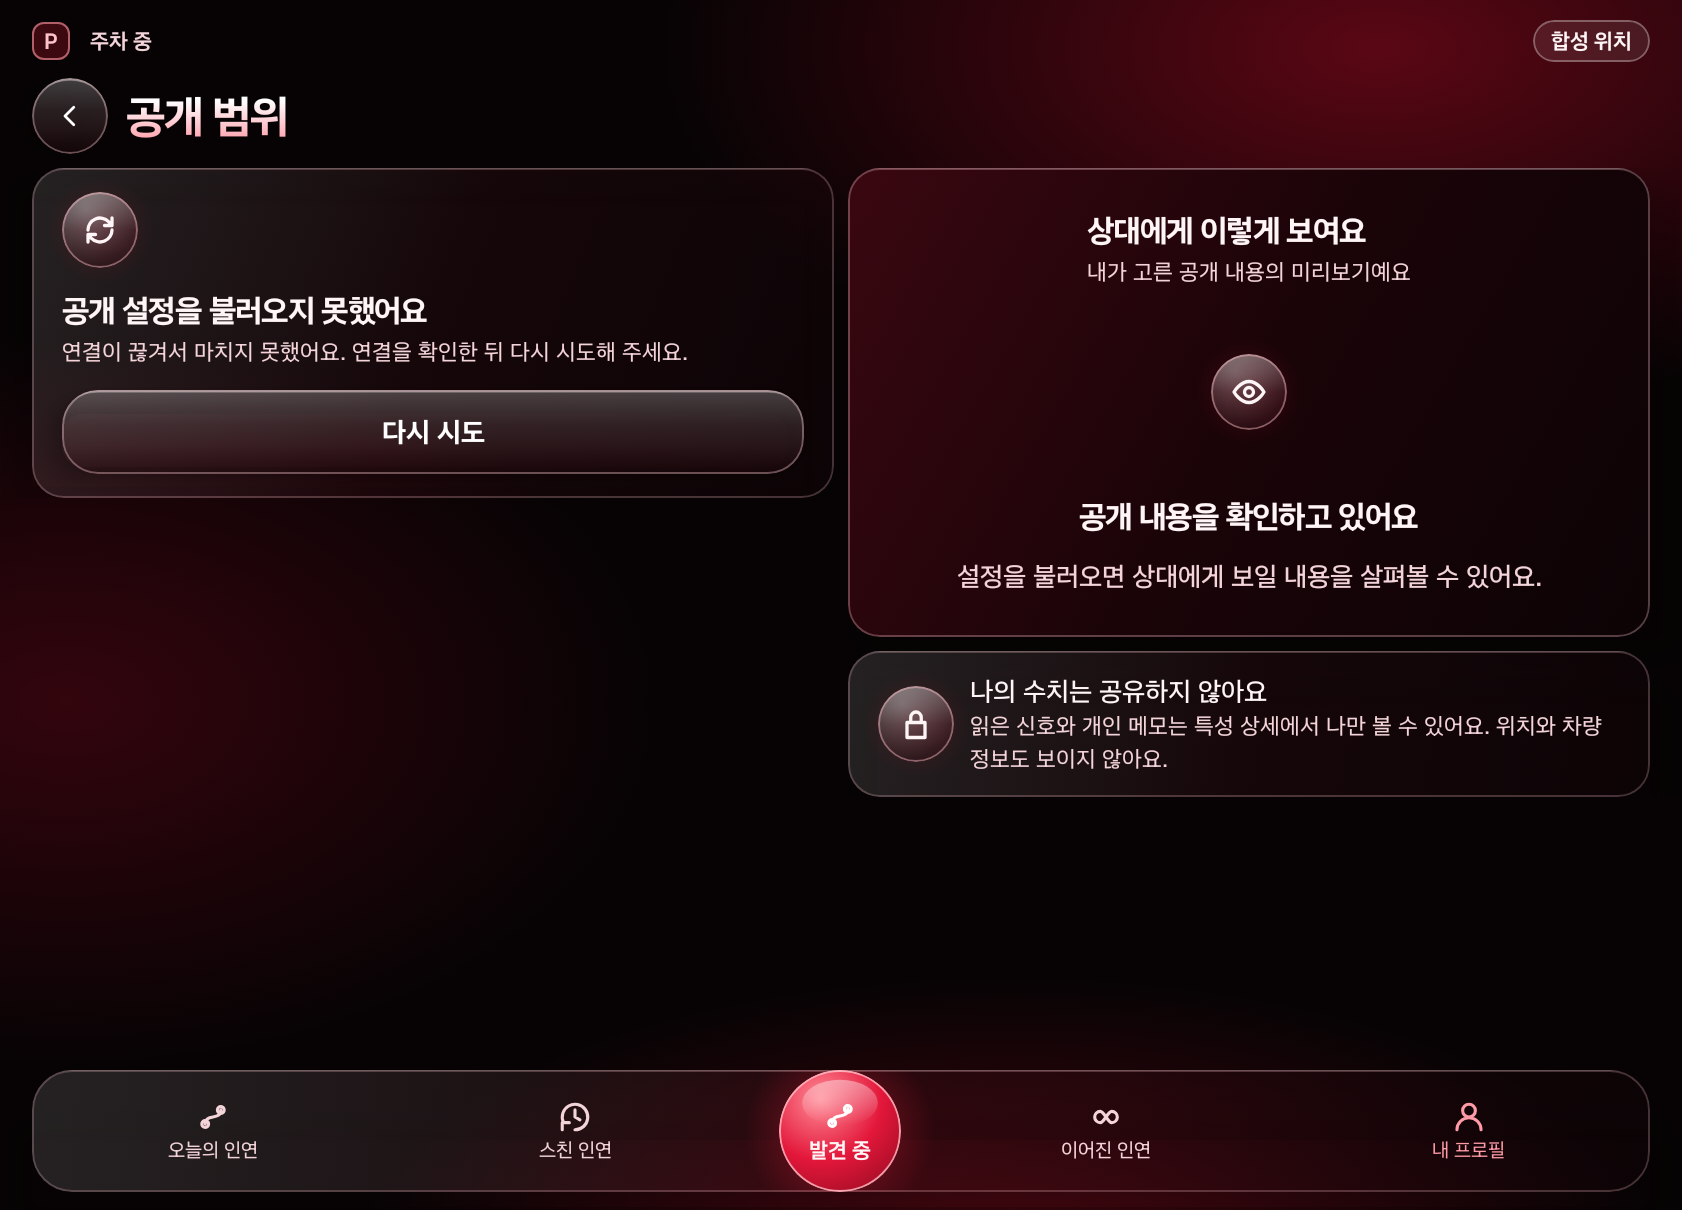 P 주차 중
합성 위치
공개 범위
공개 설정을 불러오지 못했어요
연결이 끊겨서 마치지 못했어요. 연결을 확인한 뒤 다시 시도해 주세요.
다시 시도
상대에게 이렇게 보여요
내가 고른 공개 내용의 미리보기예요
공개 내용을 확인하고 있어요
설정을 불러오면 상대에게 보일 내용을 살펴볼 수 있어요.
나의 수치는 공유하지 않아요
읽은 신호와 개인 메모는 특성 상세에서 나만 볼 수 있어요. 위치와 차량
정보도 보이지 않아요.
오늘의 인연
스친 인연
발견 중
이어진 인연
내 프로필